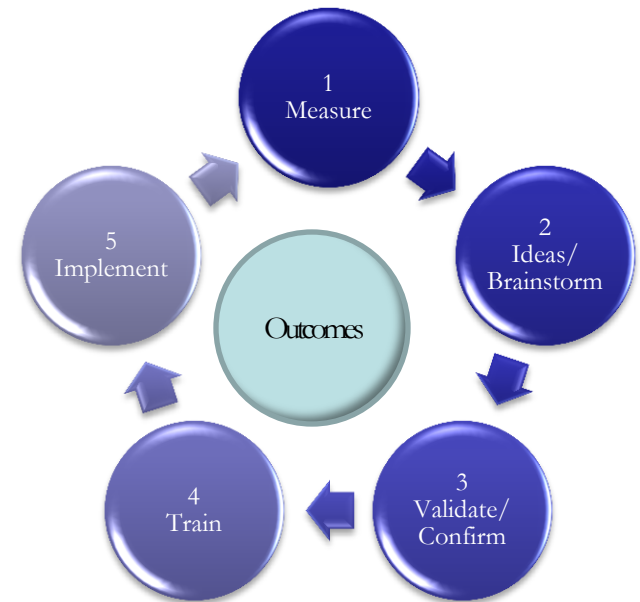 1
Measure
2
Ideas/
Brainstorm
3
Validate/
Confirm
4
Train
5
Implement
Outcomes